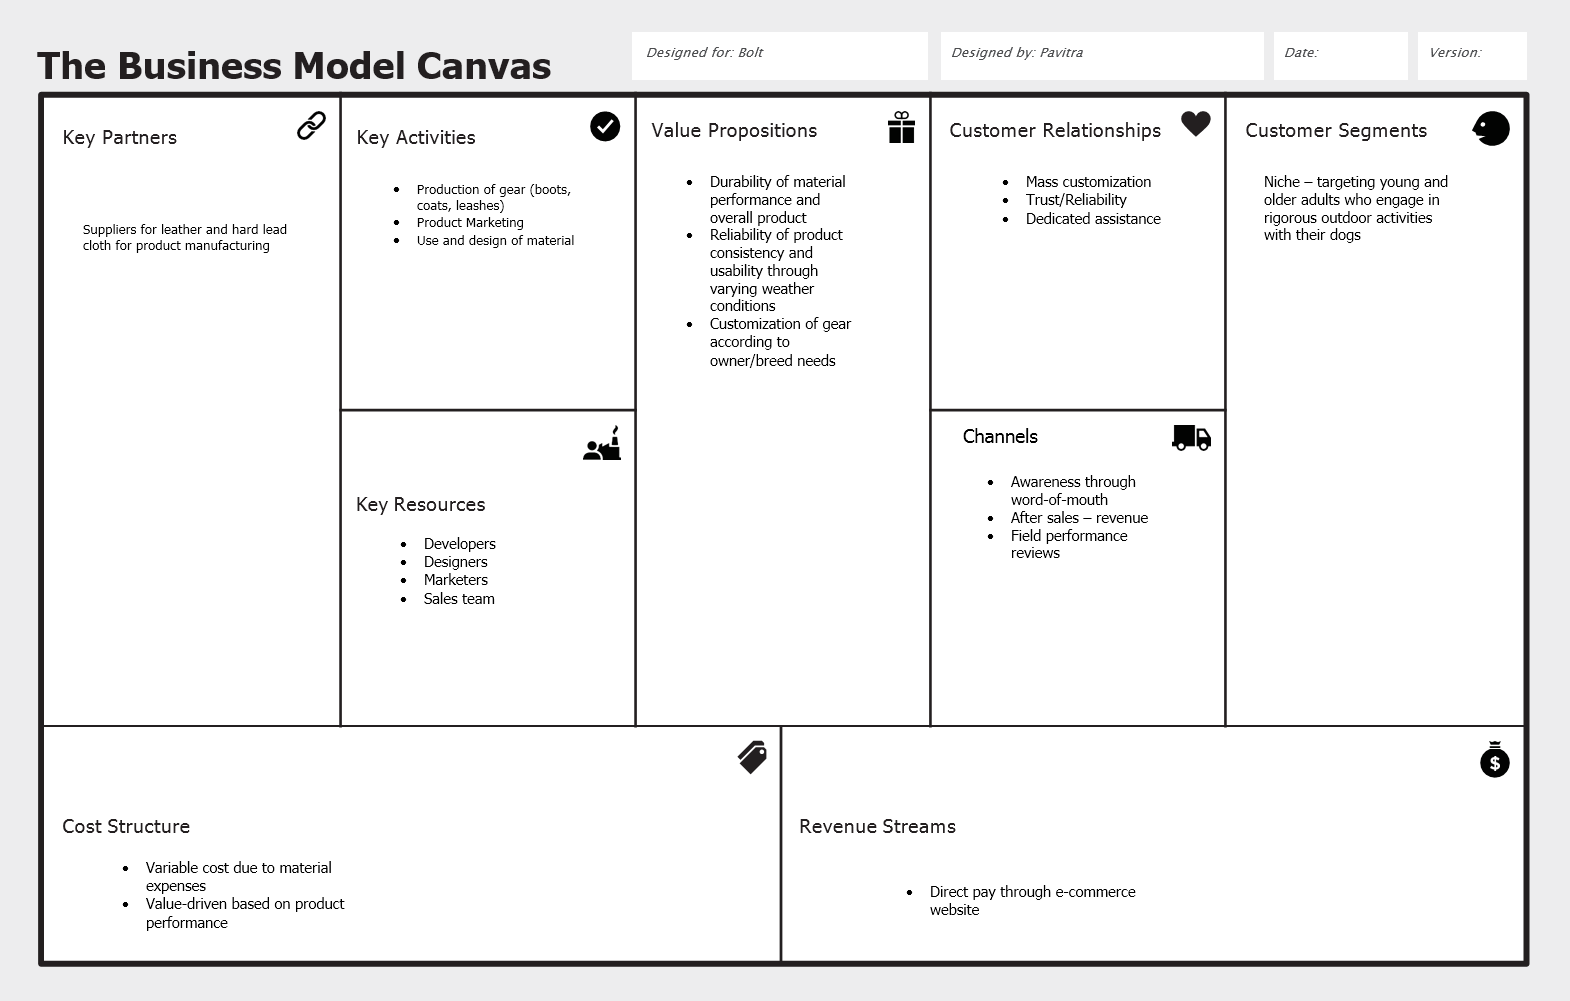 The Business Model Canvas
Designed for: Bolt
Designed by: Pavitra
Date:
Version:
Key Partners
Suppliers for leather and hard lead
cloth for product manufacturing
Key Activities
• Production of gear (boots,
coats, leashes)
• Product Marketing
• Use and design of material
Key Resources
• Developers
• Designers
• Marketers
• Sales team
Value Propositions
• Durability of material
performance and
overall product
• Reliability of product
consistency and
usability through
varying weather
conditions
• Customization of gear
according to
owner/breed needs
Customer Relationships
• Mass customization
• Trust/Reliability
• Dedicated assistance
Channels
• Awareness through
word-of-mouth
• After sales – revenue
• Field performance
reviews
Customer Segments
Niche – targeting young and
older adults who engage in
rigorous outdoor activities
with their dogs
Cost Structure
• Variable cost due to material
expenses
• Value-driven based on product
performance
Revenue Streams
• Direct pay through e-commerce
website
$